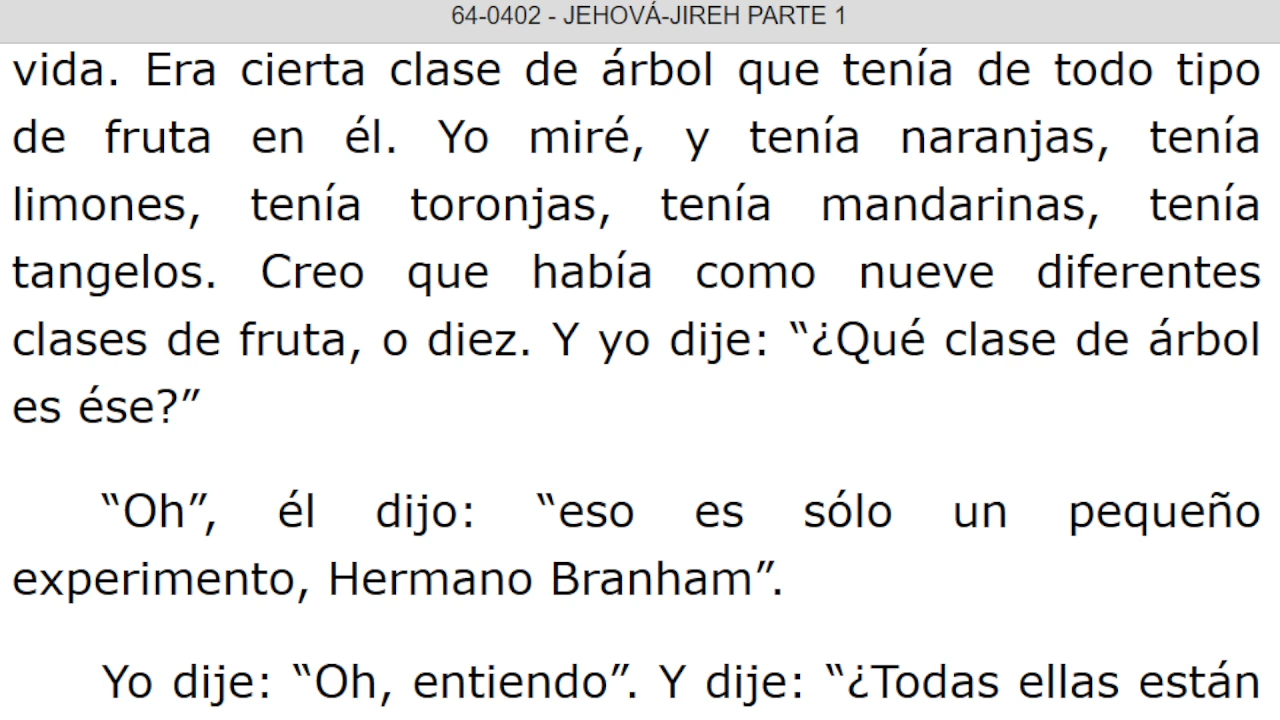 64-0402 - JEHOVÁ-JIREH PARTE 1
vida. Era cierta clase de árbol que tenía de todo tipo
de fruta en él. Yo miré, y tenía naranjas, tenía
limones, tenía toronjas, tenía mandarinas, tenía
tangelos. Creo que había como nueve diferentes
clases de fruta, o diez. Y yo dije: “¿Qué clase de árbol
es ése?”
“Oh”, él dijo: “eso es sólo un pequeño
experimento, Hermano Branham”.
Yo dije: “Oh, entiendo”. Y dije: “¿Todas ellas están